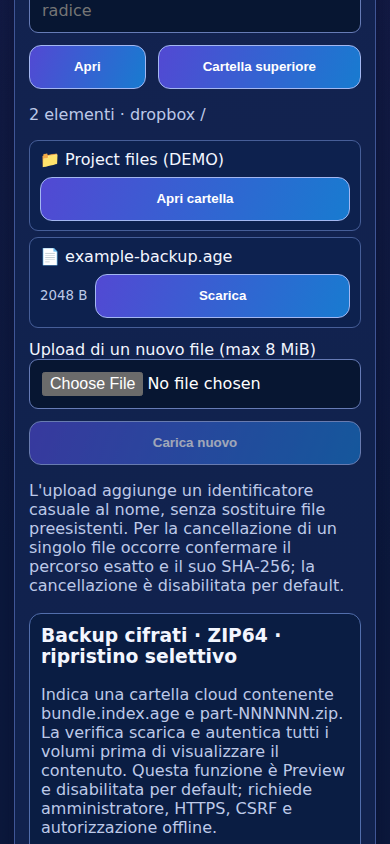 radice
Apri
Cartella superiore
2 elementi · dropbox /
📁 Project files (DEMO)
Apri cartella
📄 example-backup.age
2048 B
Scarica
Upload di un nuovo file (max 8 MiB)
Choose File No file chosen
Carica nuovo
L'upload aggiunge un identificatore
casuale al nome, senza sostituire file
preesistenti. Per la cancellazione di un
singolo file occorre confermare il
percorso esatto e il suo SHA-256; la
cancellazione è disabilitata per default.
Backup cifrati · ZIP64 ·
ripristino selettivo
Indica una cartella cloud contenente
bundle.index.age e part-NNNNNN.zip.
La verifica scarica e autentica tutti i
volumi prima di visualizzare il
contenuto. Questa funzione è Preview
e disabilitata per default; richiede
amministratore, HTTPS, CSRF e
autorizzazione offline.